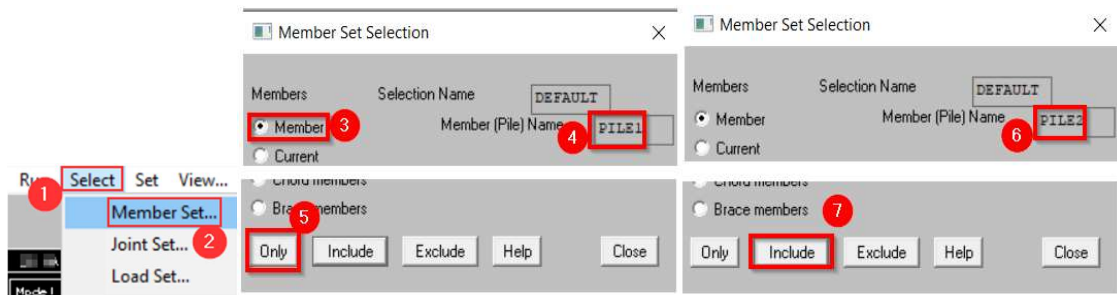 Run Select Set View...
1
Member Set...
2
Joint Set...
Load Set...
Model
Member Set Selection
Members Selection Name DEFAULT
Member 3 Member (Pile) Name 4 PILE1
Current
Chord members
Brace members
5
Only Include Exclude Help Close
Member Set Selection
Members Selection Name DEFAULT
Member Member (Pile) Name PILE2
6
Current
Chord members
Brace members 7
Only Include Exclude Help Close